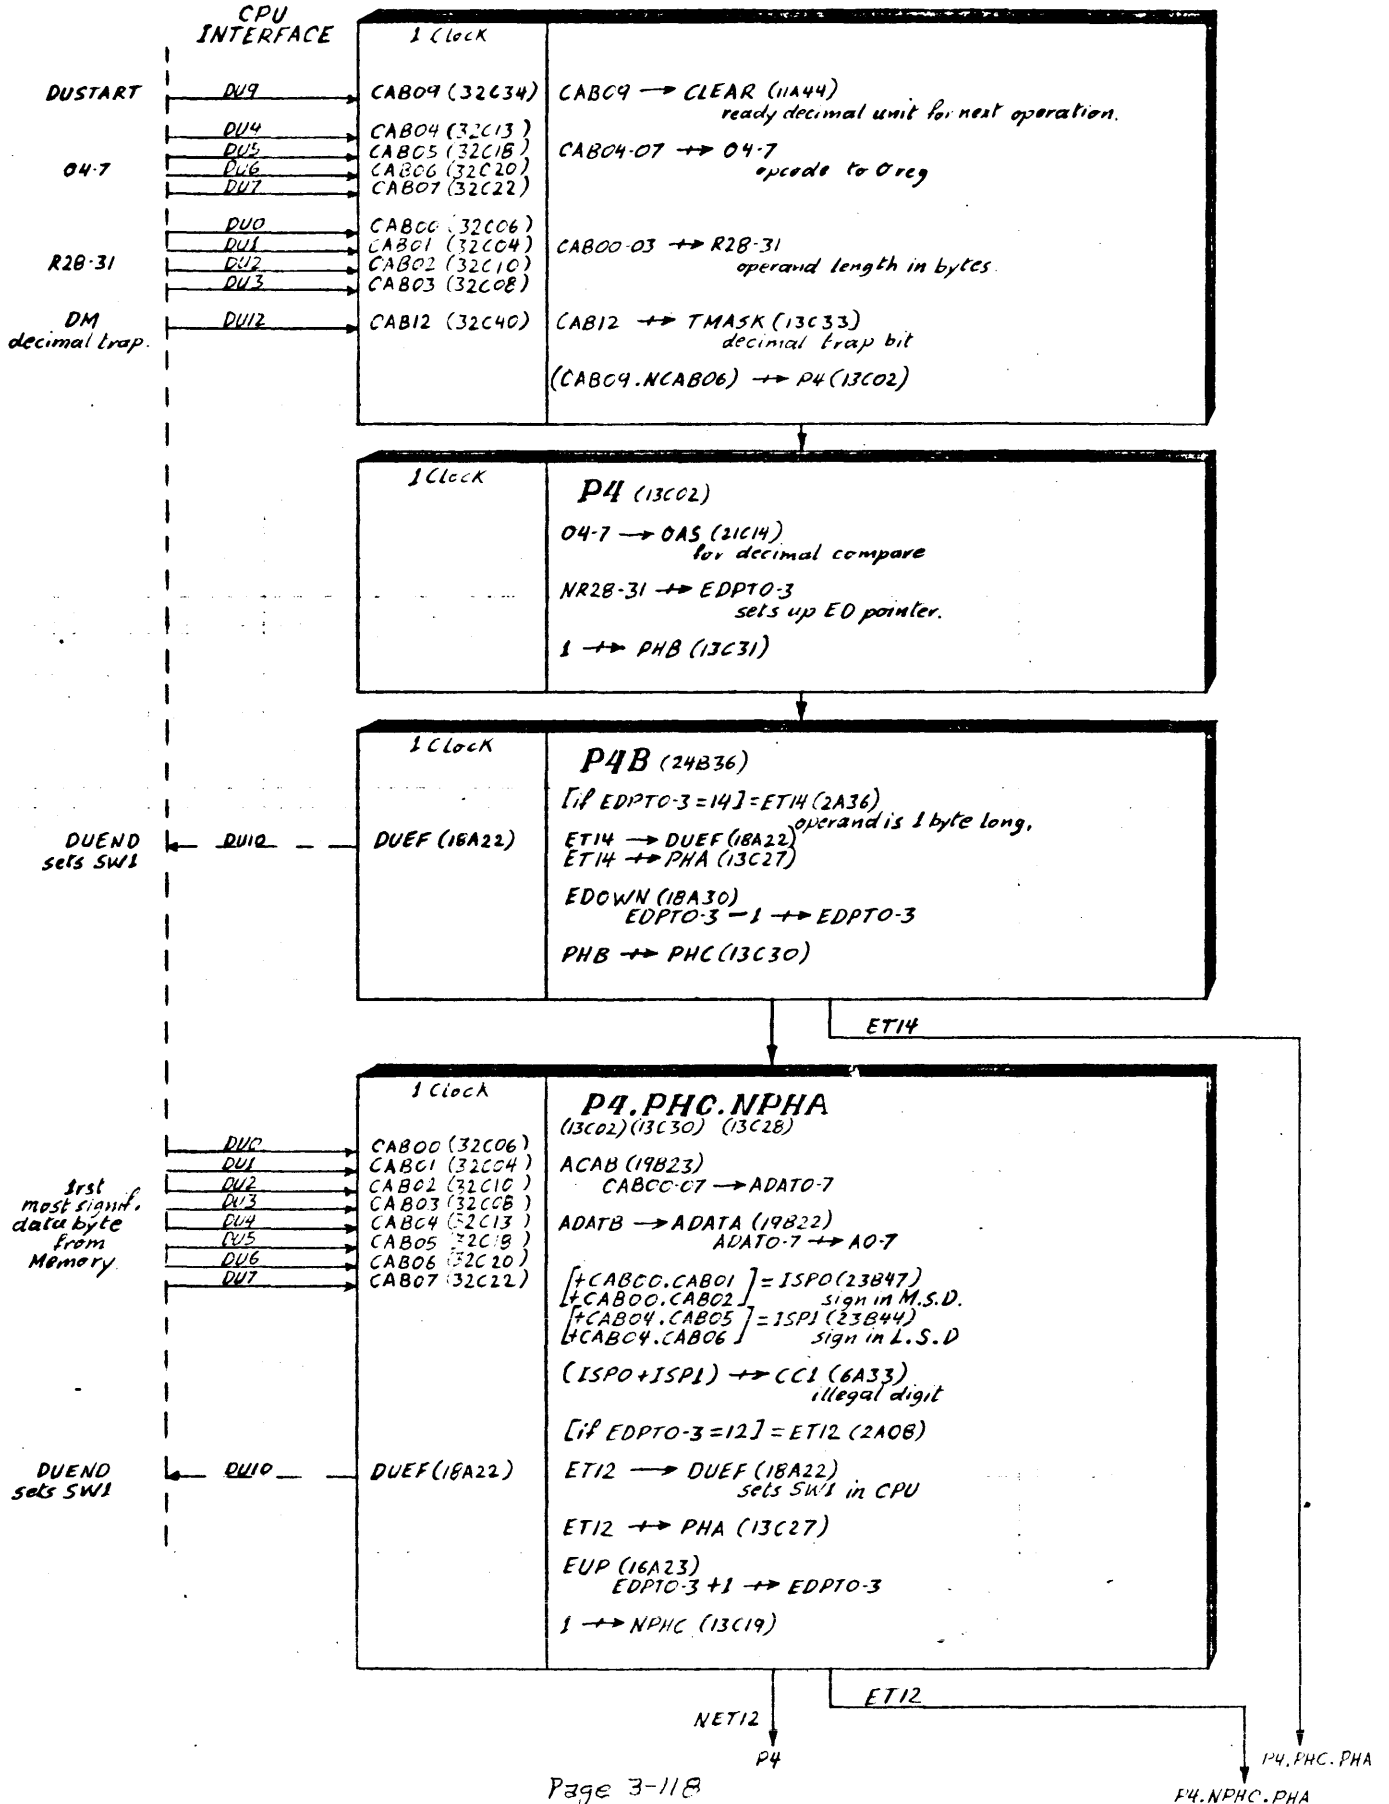 CPU
INTERFACE
1 Clock
DUSTART DU9 CAB09 (32C34) CAB09 → CLEAR (11A44)
ready decimal unit for next operation.
DU4 CAB04 (32C13)
DU5 CAB05 (32C18) CAB04-07 ↛ O4-7
O4-7 DU6 CAB06 (32C20) opcode to O reg
DU7 CAB07 (32C22)
DU0 CAB00 (32C06)
DU1 CAB01 (32C04) CAB00-03 ↛ R28-31
R28-31 DU2 CAB02 (32C10) operand length in bytes.
DU3 CAB03 (32C08)
DM DU12 CAB12 (32C40) CAB12 ↛ TMASK (13C33)
decimal trap. decimal trap bit
(CAB09.NCAB06) ↛ P4 (13C02)
1 Clock
P4 (13C02)
O4-7 → OAS (21C14)
for decimal compare
NR28-31 ↛ EDPT0-3
sets up ED pointer.
1 ↛ PHB (13C31)
1 Clock
P4B (24B36)
[if EDPT0-3 = 14] = ET14 (2A36)
operand is 1 byte long.
DUEND DU10 DUEF (18A22) ET14 → DUEF (18A22)
sets SW1 ET14 ↛ PHA (13C27)
EDOWN (18A30)
EDPT0-3 - 1 ↛ EDPT0-3
PHB ↛ PHC (13C30)
ET14
1 Clock
P4.PHC.NPHA
(13C02) (13C30) (13C28)
DU0 CAB00 (32C06)
DU1 CAB01 (32C04) ACAB (19B23)
1rst DU2 CAB02 (32C10) CAB00-07 → ADAT0-7
most signif. DU3 CAB03 (32C08)
data byte DU4 CAB04 (32C13) ADATB → ADATA (19B22)
from DU5 CAB05 (32C18) ADAT0-7 ↛ A0-7
Memory. DU6 CAB06 (32C20)
DU7 CAB07 (32C22) [+CAB00.CAB01] = ISP0 (23B47)
[+CAB00.CAB02] sign in M.S.D.
[+CAB04.CAB05] = ISP1 (23B44)
[+CAB04.CAB06] sign in L.S.D
(ISP0+ISP1) ↛ CC1 (6A33)
illegal digit
[if EDPT0-3 = 12] = ET12 (2A08)
DUEND DU10 DUEF (18A22) ET12 → DUEF (18A22)
sets SW1 sets SW1 in CPU
ET12 ↛ PHA (13C27)
EUP (16A23)
EDPT0-3 + 1 ↛ EDPT0-3
1 ↛ NPHC (13C19)
ET12
NET12
P4 P4.PHC.PHA
Page 3-118 P4.NPHC.PHA